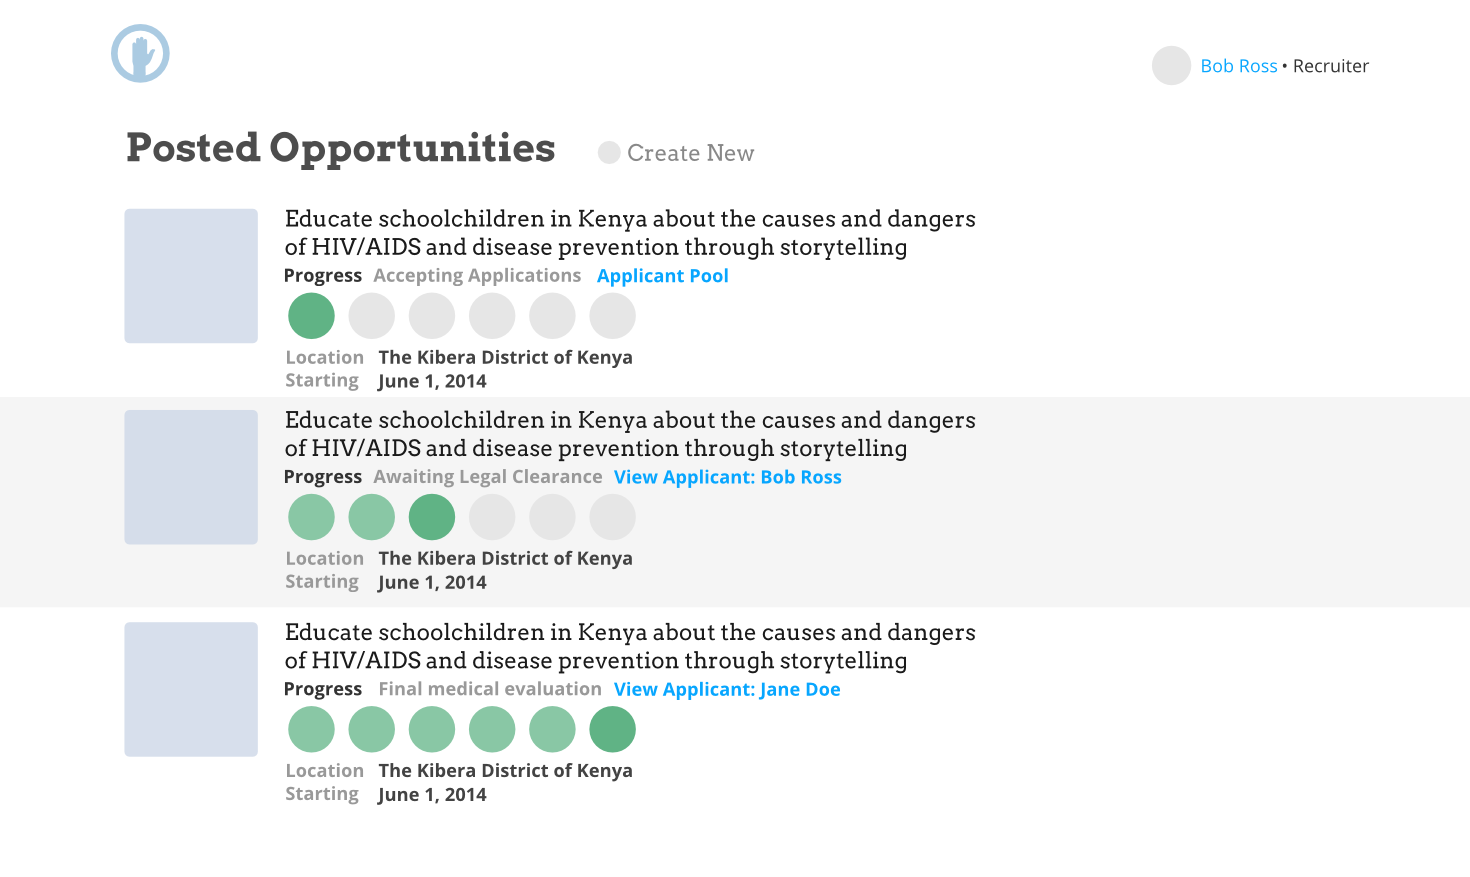 Bob Ross • Recruiter
Posted Opportunities
Create New
Educate schoolchildren in Kenya about the causes and dangers
of HIV/AIDS and disease prevention through storytelling
Progress Accepting Applications Applicant Pool
Location The Kibera District of Kenya
Starting June 1, 2014
Educate schoolchildren in Kenya about the causes and dangers
of HIV/AIDS and disease prevention through storytelling
Progress Awaiting Legal Clearance View Applicant: Bob Ross
Location The Kibera District of Kenya
Starting June 1, 2014
Educate schoolchildren in Kenya about the causes and dangers
of HIV/AIDS and disease prevention through storytelling
Progress Final medical evaluation View Applicant: Jane Doe
Location The Kibera District of Kenya
Starting June 1, 2014